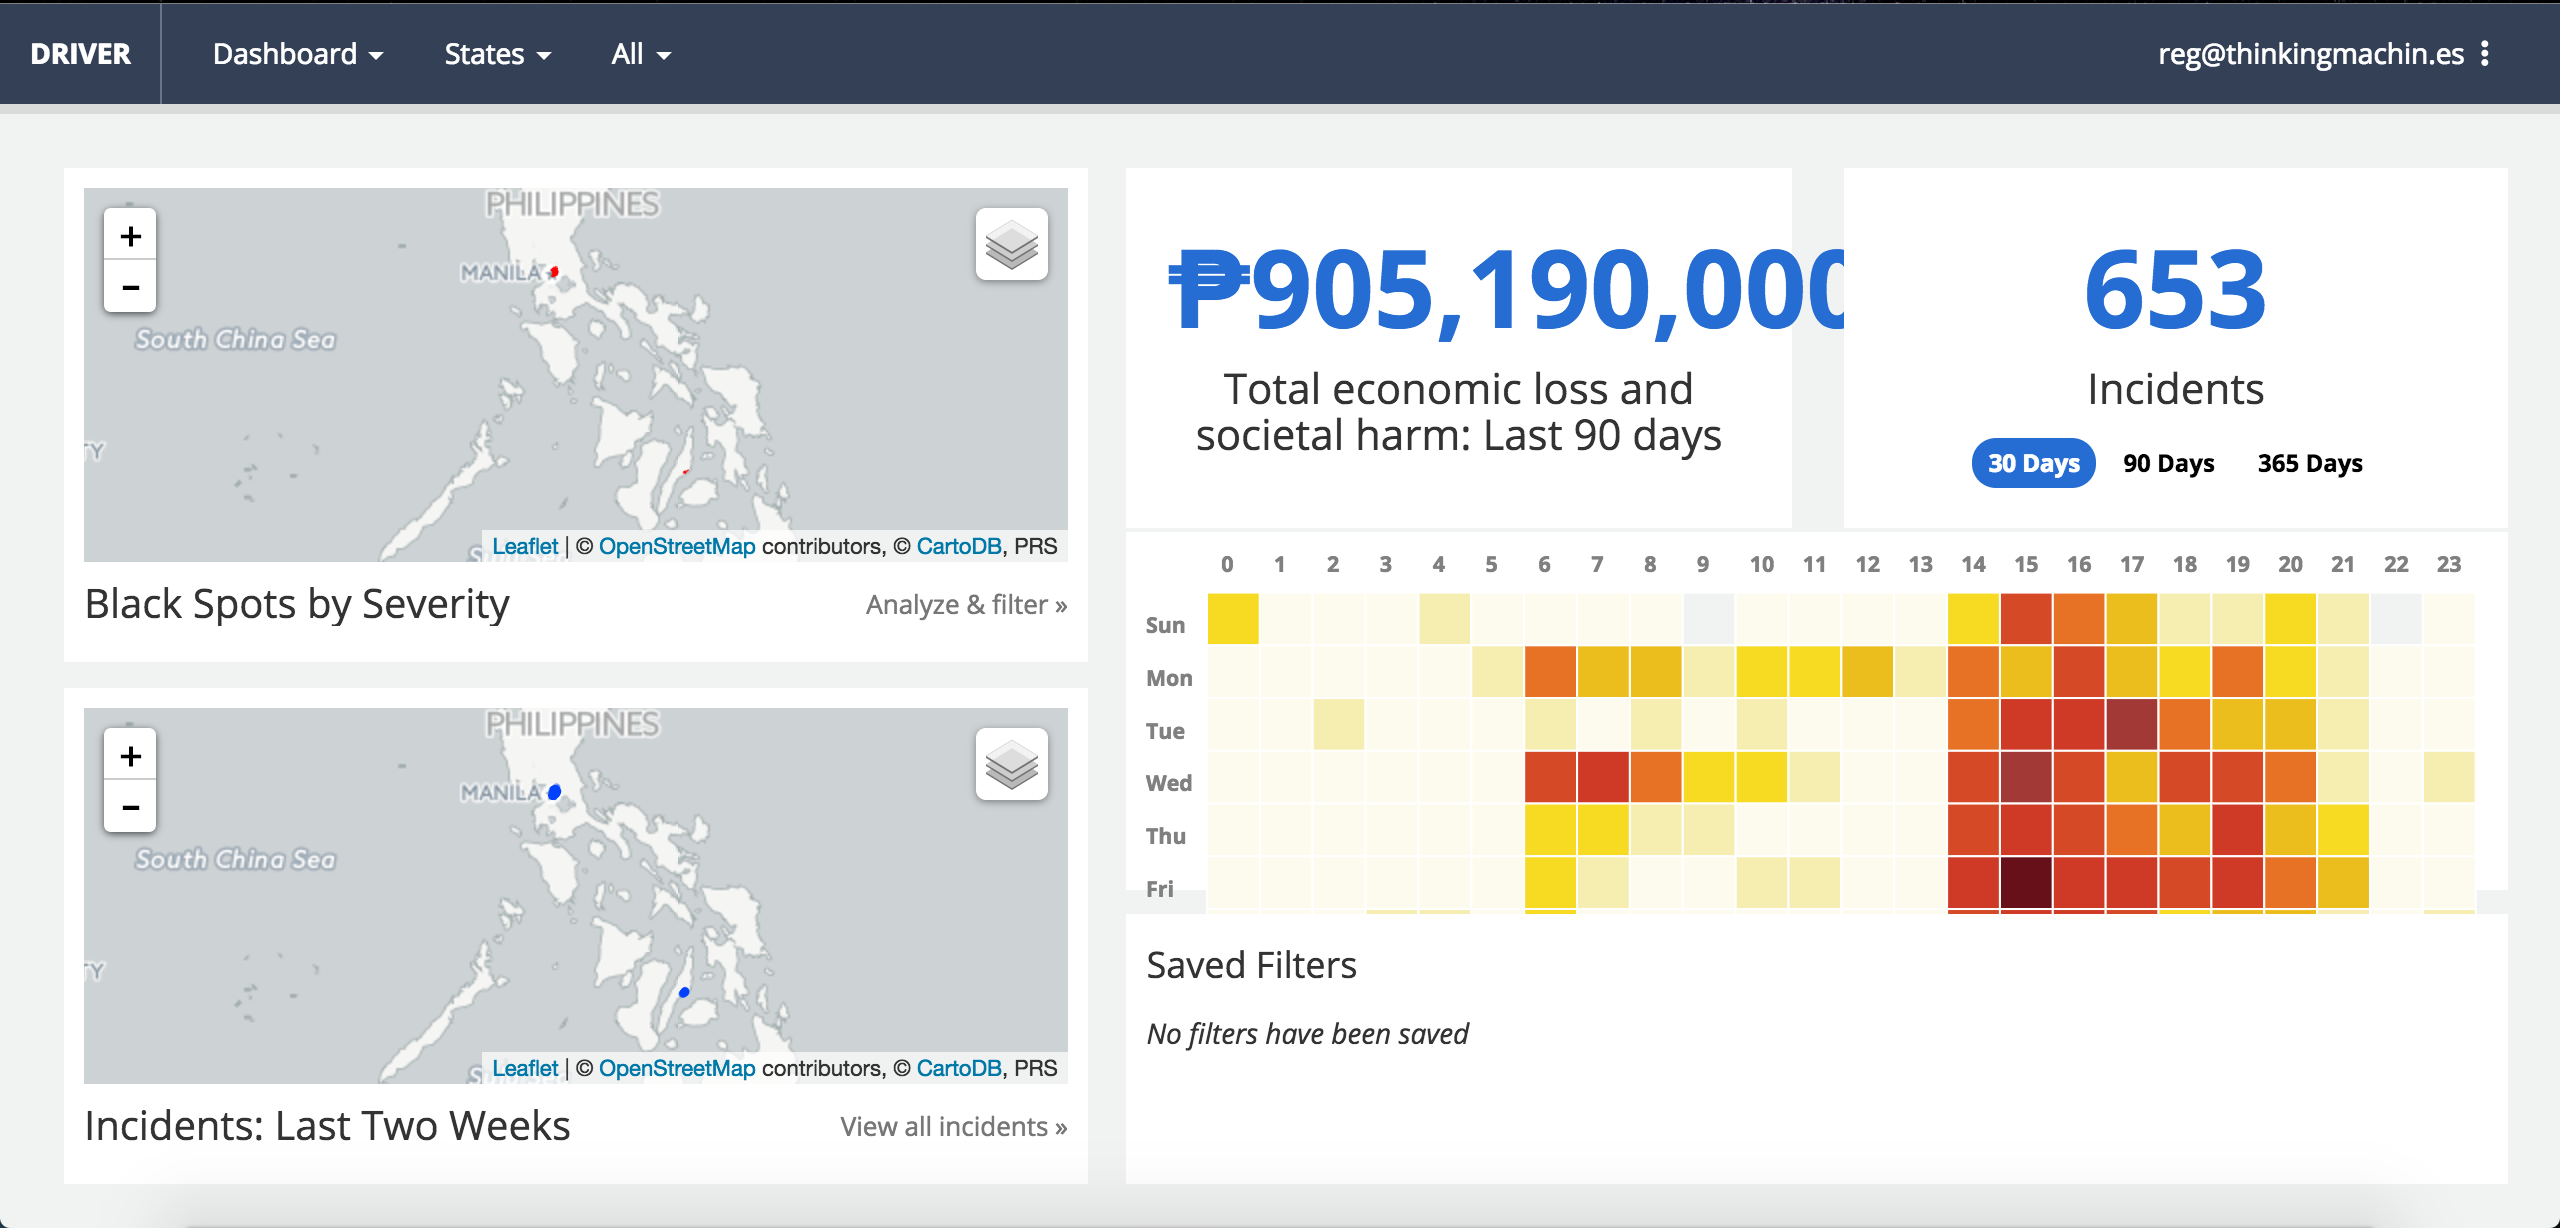 DRIVER
Dashboard
States
All
reg@thinkingmachin.es
PHILIPPINES
+
MANILA
−
South China Sea
Leaflet | © OpenStreetMap contributors, © CartoDB, PRS
Black Spots by Severity
Analyze & filter »
PHILIPPINES
+
MANILA
−
South China Sea
Leaflet | © OpenStreetMap contributors, © CartoDB, PRS
Incidents: Last Two Weeks
View all incidents »
₱905,190,000
Total economic loss and
societal harm: Last 90 days
653
Incidents
30 Days 90 Days 365 Days
0 1 2 3 4 5 6 7 8 9 10 11 12 13 14 15 16 17 18 19 20 21 22 23
Sun
Mon
Tue
Wed
Thu
Fri
Saved Filters
No filters have been saved